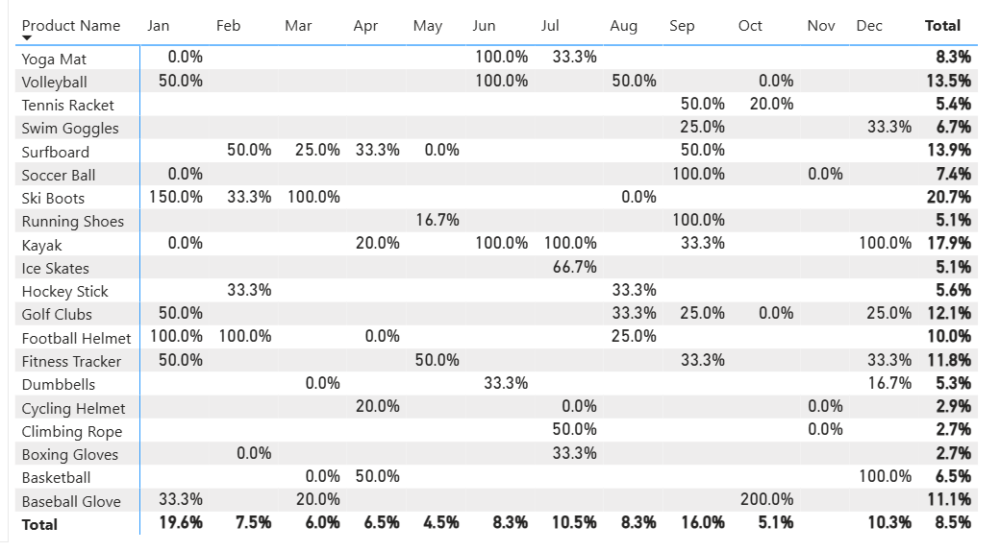 Product Name Jan Feb Mar Apr May Jun Jul Aug Sep Oct Nov Dec Total
Yoga Mat 0.0% 100.0% 33.3% 8.3%
Volleyball 50.0% 100.0% 50.0% 0.0% 13.5%
Tennis Racket 50.0% 20.0% 5.4%
Swim Goggles 25.0% 33.3% 6.7%
Surfboard 50.0% 25.0% 33.3% 0.0% 50.0% 13.9%
Soccer Ball 0.0% 100.0% 0.0% 7.4%
Ski Boots 150.0% 33.3% 100.0% 0.0% 20.7%
Running Shoes 16.7% 100.0% 5.1%
Kayak 0.0% 20.0% 100.0% 100.0% 33.3% 100.0% 17.9%
Ice Skates 66.7% 5.1%
Hockey Stick 33.3% 33.3% 5.6%
Golf Clubs 50.0% 33.3% 25.0% 0.0% 25.0% 12.1%
Football Helmet 100.0% 100.0% 0.0% 25.0% 10.0%
Fitness Tracker 50.0% 50.0% 33.3% 33.3% 11.8%
Dumbbells 0.0% 33.3% 16.7% 5.3%
Cycling Helmet 20.0% 0.0% 0.0% 2.9%
Climbing Rope 50.0% 0.0% 2.7%
Boxing Gloves 0.0% 33.3% 2.7%
Basketball 0.0% 50.0% 100.0% 6.5%
Baseball Glove 33.3% 20.0% 200.0% 11.1%
Total 19.6% 7.5% 6.0% 6.5% 4.5% 8.3% 10.5% 8.3% 16.0% 5.1% 10.3% 8.5%